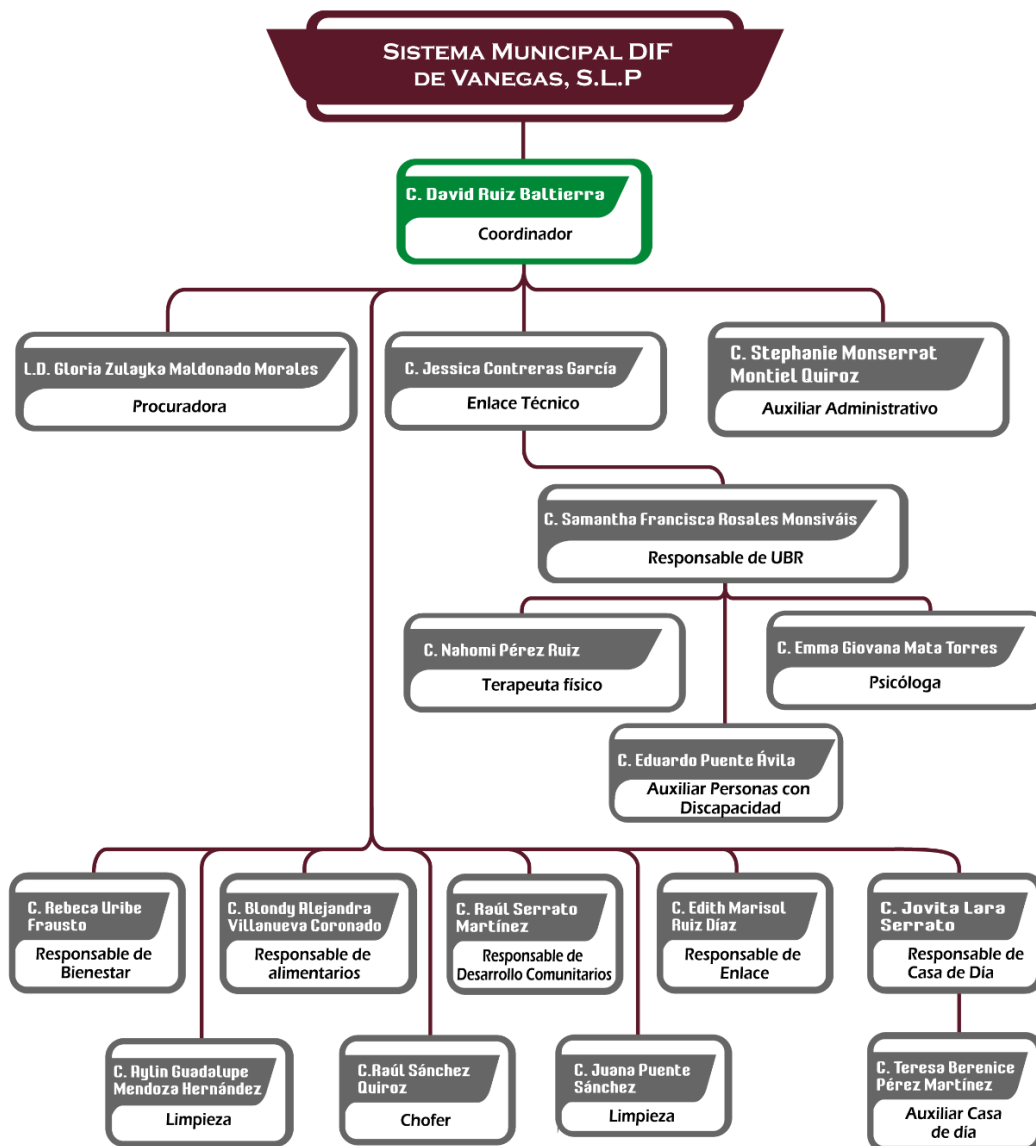 SISTEMA MUNICIPAL DIF
DE VANEGAS, S.L.P
C. David Ruiz Baltierra
Coordinador
L.D. Gloria Zulayka Maldonado Morales
Procuradora
C. Jessica Contreras García
Enlace Técnico
C. Stephanie Monserrat
Montiel Quiroz
Auxiliar Administrativo
C. Samantha Francisca Rosales Monsiváis
Responsable de UBR
C. Nahomi Pérez Ruiz
Terapeuta físico
C. Emma Giovana Mata Torres
Psicóloga
C. Eduardo Puente Ávila
Auxiliar Personas con
Discapacidad
C. Rebeca Uribe
Frausto
Responsable de
Bienestar
C. Blondy Alejandra
Villanueva Coronado
Responsable de
alimentarios
C. Raúl Serrato
Martínez
Responsable de
Desarrollo Comunitarios
C. Edith Marisol
Ruiz Díaz
Responsable de
Enlace
C. Jovita Lara
Serrato
Responsable de
Casa de Día
C. Aylin Guadalupe
Mendoza Hernández
Limpieza
C.Raúl Sánchez
Quiroz
Chofer
C. Juana Puente
Sánchez
Limpieza
C. Teresa Berenice
Pérez Martínez
Auxiliar Casa
de día